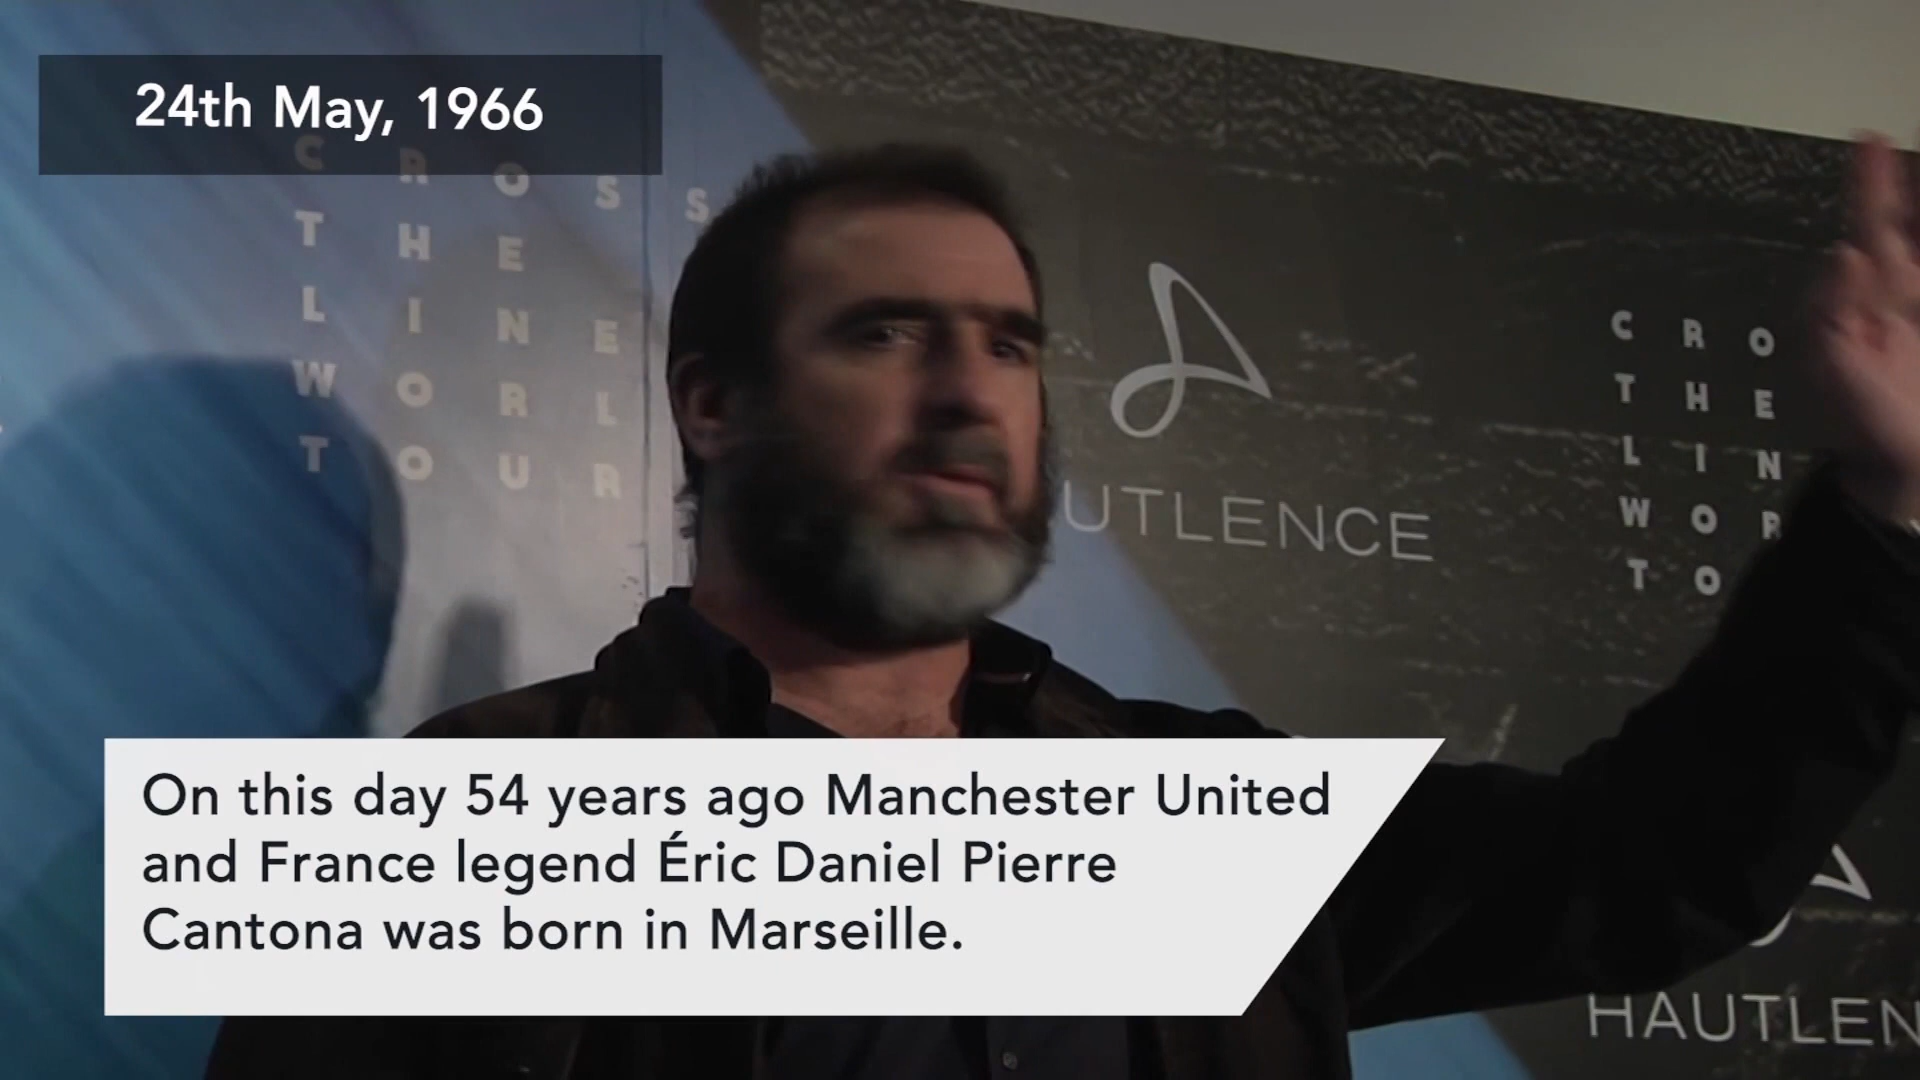 24th May, 1966
C R O S S
T H E
L I N E
W O R L
T O U R
UTLENCE
C R O
T H E
L I N
W O R
T O
On this day 54 years ago Manchester United
and France legend Éric Daniel Pierre
Cantona was born in Marseille.
HAUTLEN